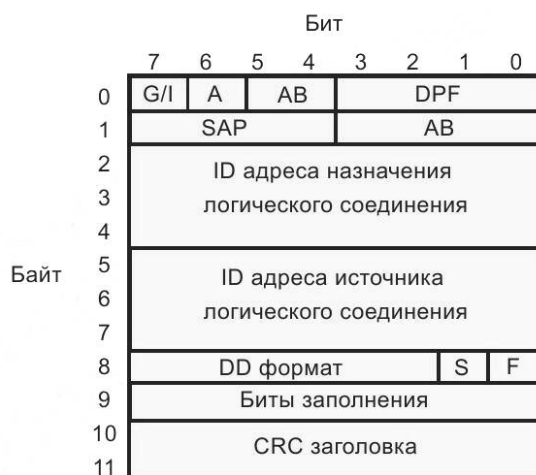 Бит
7 6 5 4 3 2 1 0
0 G/I A AB DPF
1 SAP AB
2 ID адреса назначения
3 логического соединения
4
Байт
5 ID адреса источника
6
7 логического соединения
8 DD формат S F
9 Биты заполнения
10 CRC заголовка
11